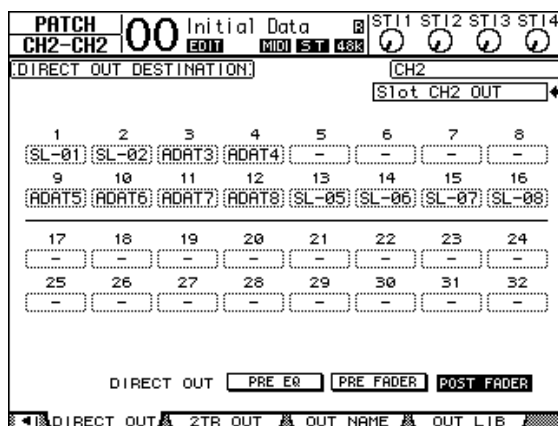 PATCH
CH2-CH2
00 Initial Data
EDIT MIDI ST 48k
STI1 STI2 STI3 STI4
DIRECT OUT DESTINATION
CH2
Slot CH2 OUT
1 2 3 4 5 6 7 8
SL-01 SL-02 ADAT3 ADAT4 - - - -
9 10 11 12 13 14 15 16
ADAT5 ADAT6 ADAT7 ADAT8 SL-05 SL-06 SL-07 SL-08
17 18 19 20 21 22 23 24
- - - - - - - -
25 26 27 28 29 30 31 32
- - - - - - - -
DIRECT OUT PRE EQ PRE FADER POST FADER
DIRECT OUT 2TR OUT OUT NAME OUT LIB